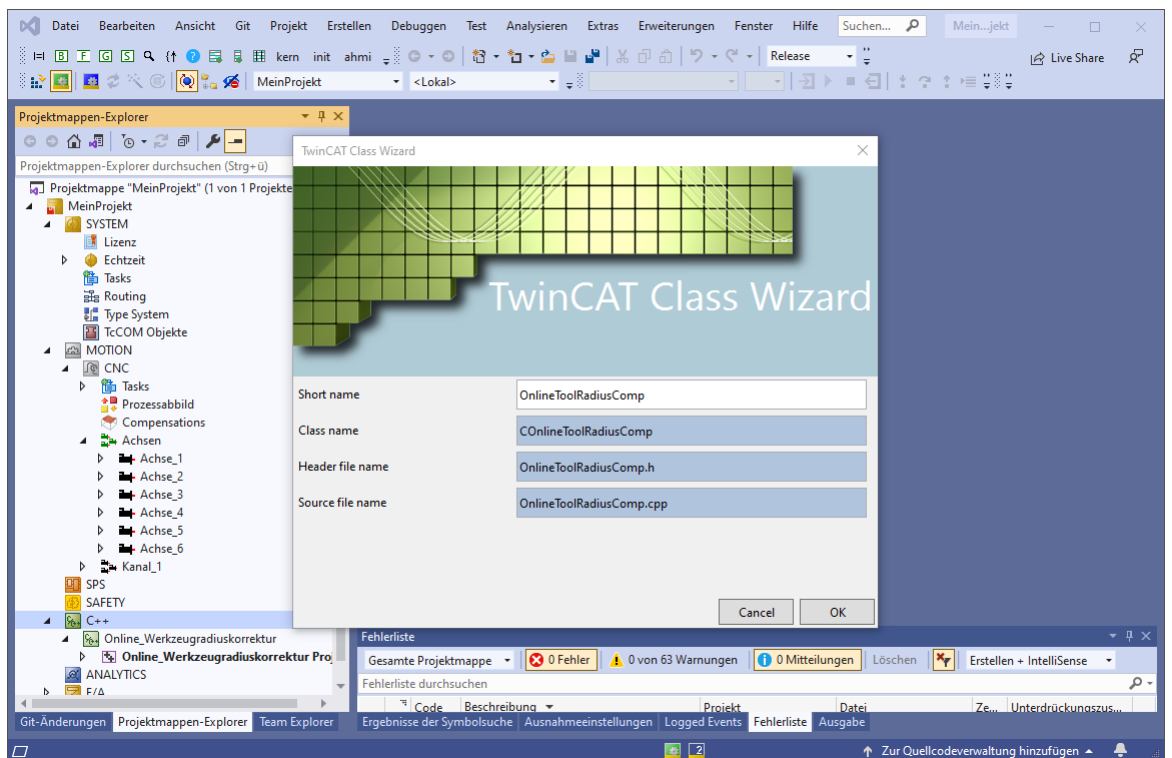 Datei Bearbeiten Ansicht Git Projekt Erstellen Debuggen Test Analysieren Extras Erweiterungen Fenster Hilfe Suchen... Mein...jekt
B F G S kern init ahmi Release Live Share
MeinProjekt <Lokal>
Projektmappen-Explorer
Projektmappen-Explorer durchsuchen (Strg+ü)
Projektmappe "MeinProjekt" (1 von 1 Projekte
MeinProjekt
SYSTEM
Lizenz
Echtzeit
Tasks
Routing
Type System
TcCOM Objekte
MOTION
CNC
Tasks
Prozessabbild
Compensations
Achsen
Achse_1
Achse_2
Achse_3
Achse_4
Achse_5
Achse_6
Kanal_1
SPS
SAFETY
C++
Online_Werkzeugradiuskorrektur
Online_Werkzeugradiuskorrektur Proj
ANALYTICS
E/A
Git-Änderungen Projektmappen-Explorer Team Explorer
TwinCAT Class Wizard
TwinCAT Class Wizard
Short name OnlineToolRadiusComp
Class name COnlineToolRadiusComp
Header file name OnlineToolRadiusComp.h
Source file name OnlineToolRadiusComp.cpp
Cancel OK
Fehlerliste
Gesamte Projektmappe 0 Fehler 0 von 63 Warnungen 0 Mitteilungen Löschen Erstellen + IntelliSense
Fehlerliste durchsuchen
Code Beschreibung Projekt Datei Ze... Unterdrückungszus...
Ergebnisse der Symbolsuche Ausnahmeeinstellungen Logged Events Fehlerliste Ausgabe
2 Zur Quellcodeverwaltung hinzufügen